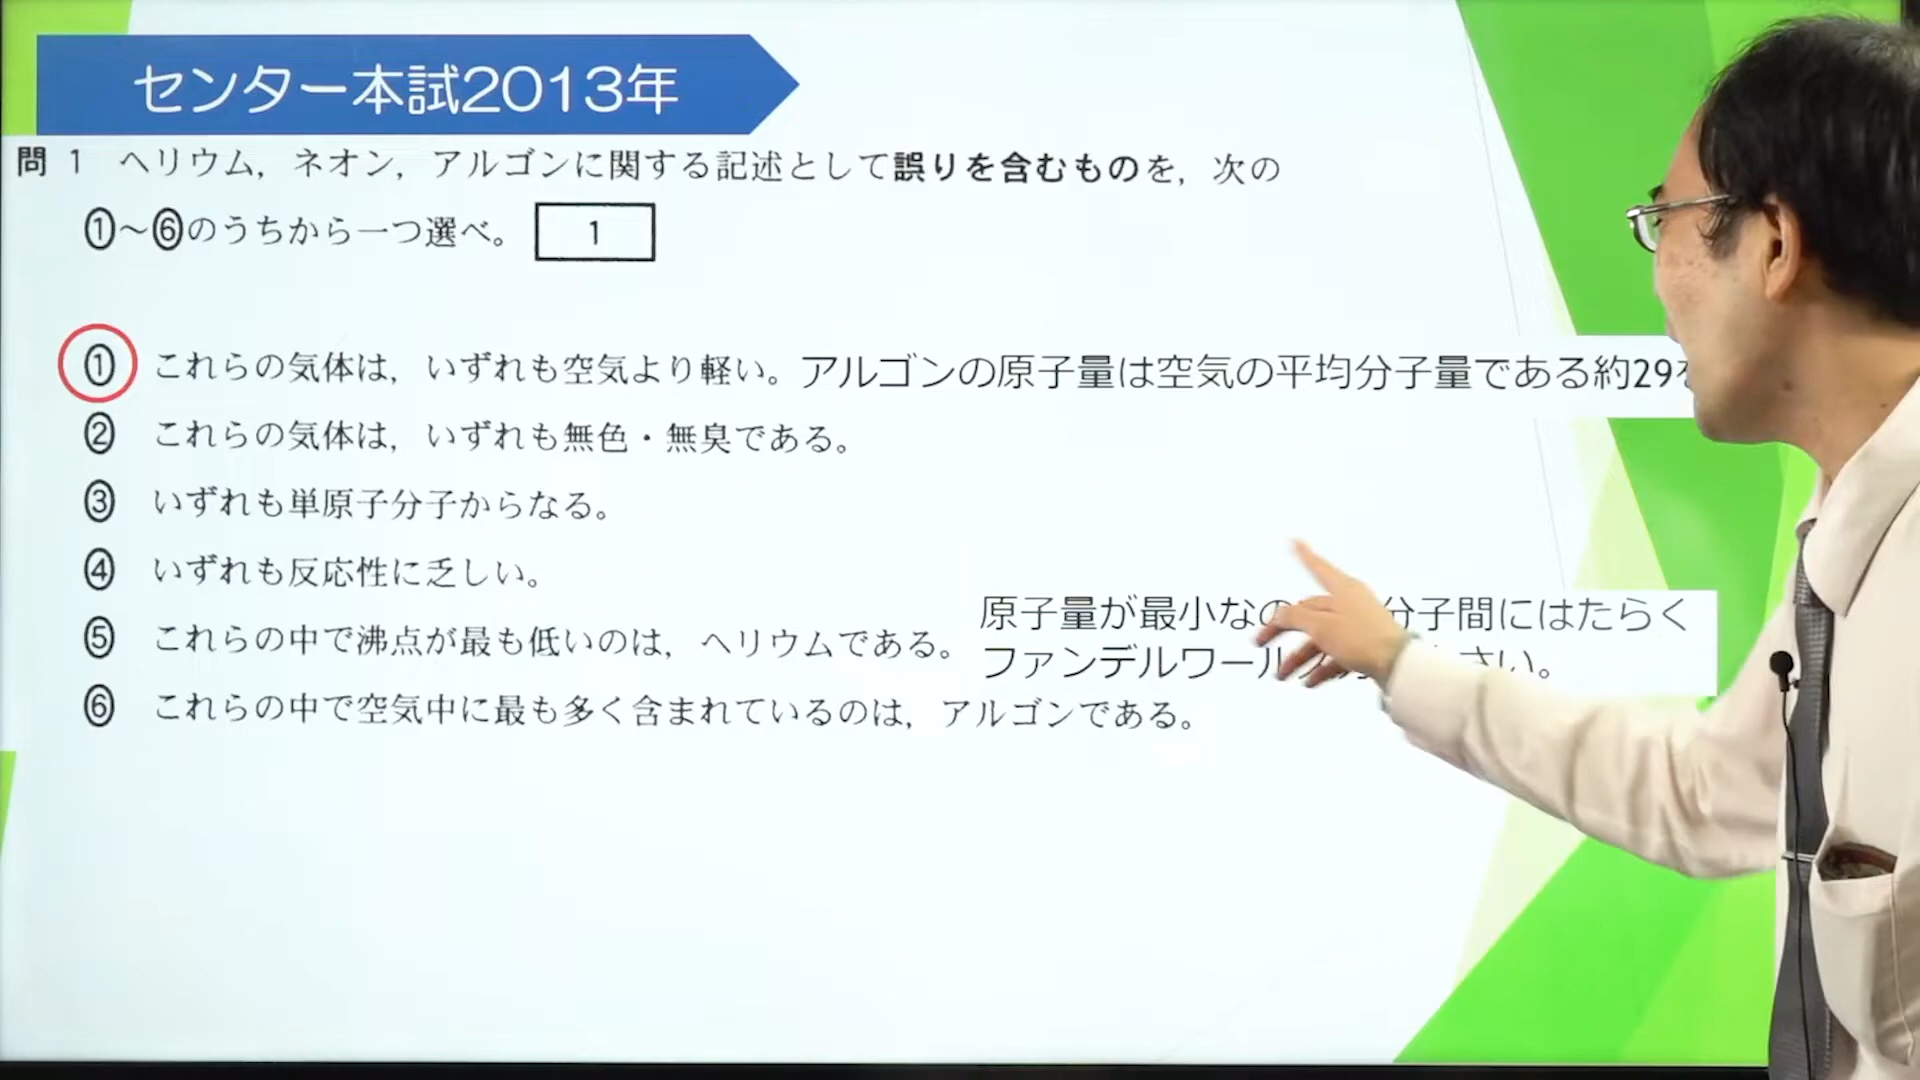 センター本試2013年
問 1 ヘリウム，ネオン，アルゴンに関する記述として誤りを含むものを，次の
①～⑥のうちから一つ選べ。 1
① これらの気体は，いずれも空気より軽い。アルゴンの原子量は空気の平均分子量である約29
② これらの気体は，いずれも無色・無臭である。
③ いずれも単原子分子からなる。
④ いずれも反応性に乏しい。
原子量が最小なの 分子間にはたらく
⑤ これらの中で沸点が最も低いのは，ヘリウムである。
ファンデルワール さい。
⑥ これらの中で空気中に最も多く含まれているのは，アルゴンである。